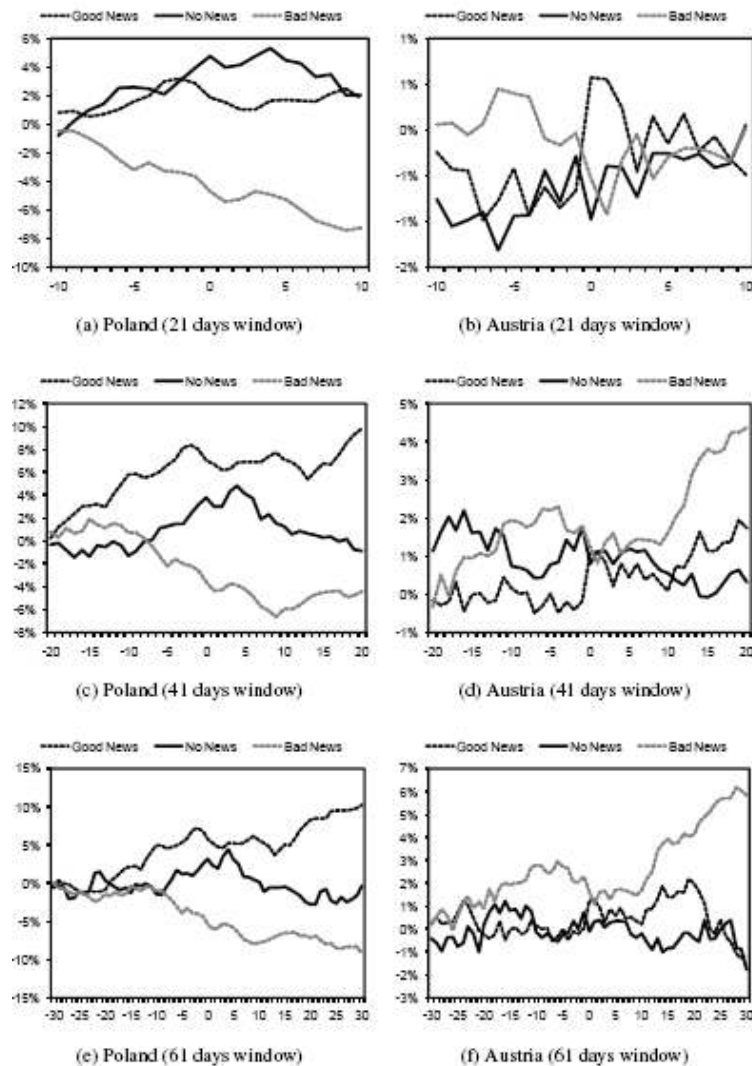 Good News No News Bad News
Good News No News Bad News
6%
4%
2%
0%
-2%
-4%
-6%
-8%
-10%
-10 -5 0 5 10
1%
1%
0%
-1%
-1%
-2%
-10 -5 0 5 10
(a) Poland (21 days window)
(b) Austria (21 days window)
Good News No News Bad News
Good News No News Bad News
12%
10%
8%
6%
4%
2%
0%
-2%
-4%
-6%
-8%
-20 -15 -10 -5 0 5 10 15 20
5%
4%
2%
1%
0%
-1%
-20 -15 -10 -5 0 5 10 15 20
(c) Poland (41 days window)
(d) Austria (41 days window)
Good News No News Bad News
Good News No News Bad News
15%
10%
5%
0%
-5%
-10%
-15%
-30 -25 -20 -15 -10 -5 0 5 10 15 20 25 30
7%
6%
4%
3%
2%
1%
0%
-1%
-2%
-3%
-30 -25 -20 -15 -10 -5 0 5 10 15 20 25 30
(e) Poland (61 days window)
(f) Austria (61 days window)